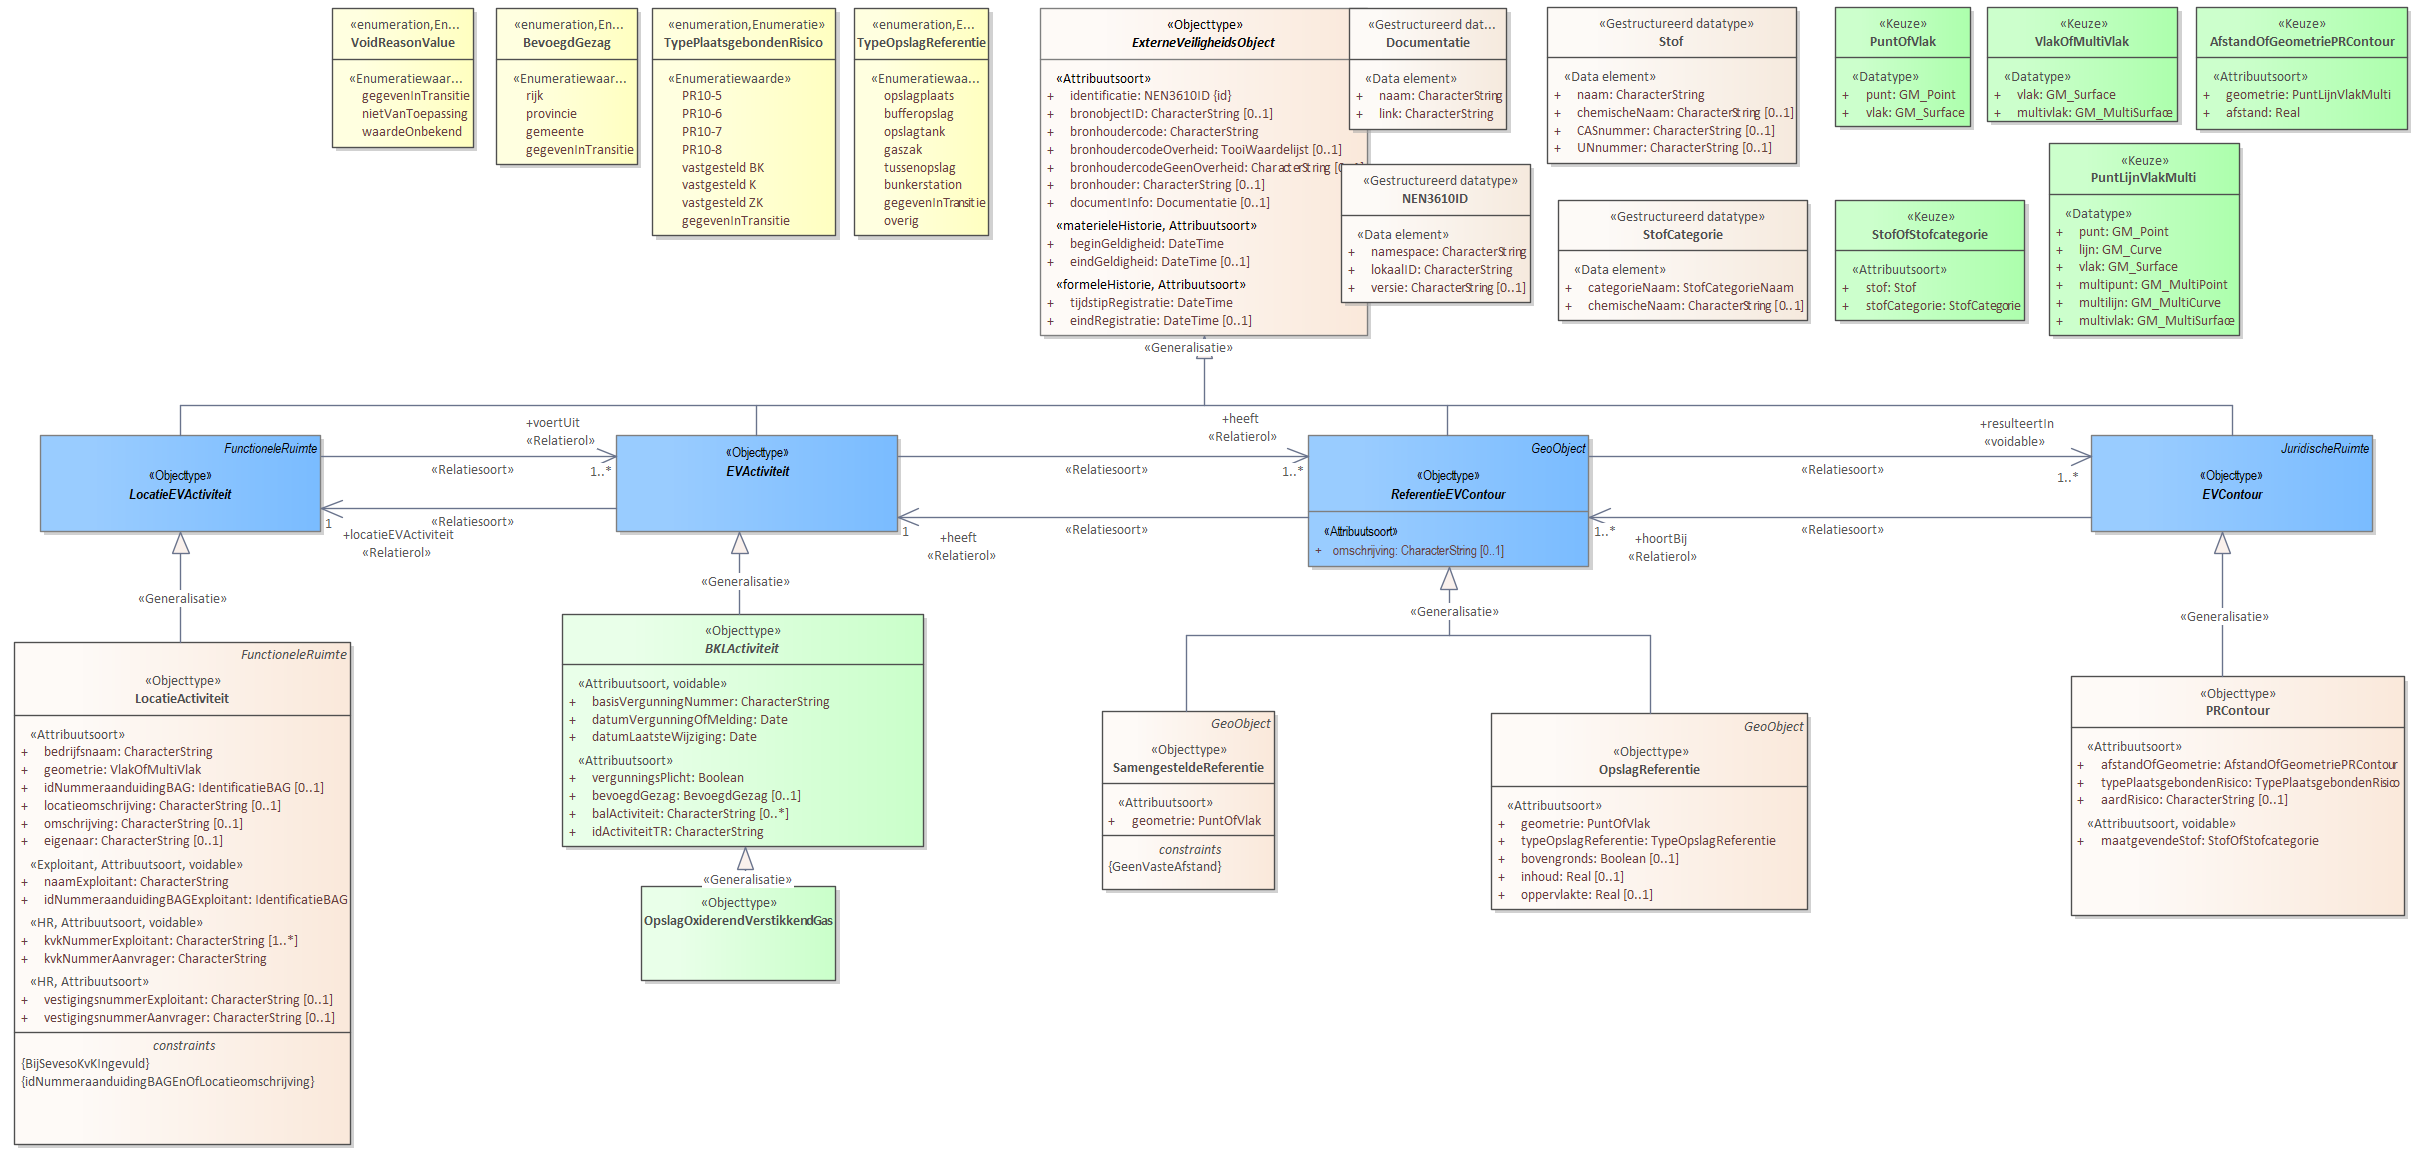 «enumeration,En...
VoidReasonValue
«Enumeratiewaar...
gegevenInTransitie
nietVanToepassing
waardeOnbekend
«enumeration,En...
BevoegdGezag
«Enumeratiewaar...
rijk
provincie
gemeente
gegevenInTransitie
«enumeration,Enumeratie»
TypePlaatsgebondenRisico
«Enumeratiewaarde»
PR10-5
PR10-6
PR10-7
PR10-8
vastgesteld BK
vastgesteld K
vastgesteld ZK
gegevenInTransitie
«enumeration,E...
TypeOpslagReferentie
«Enumeratiewaa...
opslagplaats
bufferopslag
opslagtank
gaszak
tussenopslag
bunkerstation
gegevenInTransitie
overig
«Objecttype»
ExterneVeiligheidsObject
«Attribuutsoort»
+ identificatie: NEN3610ID {id}
+ bronobjectID: CharacterString [0..1]
+ bronhoudercode: CharacterString
+ bronhoudercodeOverheid: TooiWaardelijst [0..1]
+ bronhoudercodeGeenOverheid: CharacterString [0..1]
+ bronhouder: CharacterString [0..1]
+ documentInfo: Documentatie [0..1]
«materieleHistorie, Attribuutsoort»
+ beginGeldigheid: DateTime
+ eindGeldigheid: DateTime [0..1]
«formeleHistorie, Attribuutsoort»
+ tijdstipRegistratie: DateTime
+ eindRegistratie: DateTime [0..1]
«Gestructureerd dat...
Documentatie
«Data element»
+ naam: CharacterString
+ link: CharacterString
«Gestructureerd datatype»
NEN3610ID
«Data element»
+ namespace: CharacterString
+ lokaalID: CharacterString
+ versie: CharacterString [0..1]
«Gestructureerd datatype»
Stof
«Data element»
+ naam: CharacterString
+ chemischeNaam: CharacterString [0..1]
+ CASnummer: CharacterString [0..1]
+ UNnummer: CharacterString [0..1]
«Gestructureerd datatype»
StofCategorie
«Data element»
+ categorieNaam: StofCategorieNaam
+ chemischeNaam: CharacterString [0..1]
«Keuze»
PuntOfVlak
«Datatype»
+ punt: GM_Point
+ vlak: GM_Surface
«Keuze»
VlakOfMultiVlak
«Datatype»
+ vlak: GM_Surface
+ multivlak: GM_MultiSurface
«Keuze»
AfstandOfGeometriePRContour
«Attribuutsoort»
+ geometrie: PuntLijnVlakMulti
+ afstand: Real
«Keuze»
StofOfStofcategorie
«Attribuutsoort»
+ stof: Stof
+ stofCategorie: StofCategorie
«Keuze»
PuntLijnVlakMulti
«Datatype»
+ punt: GM_Point
+ lijn: GM_Curve
+ vlak: GM_Surface
+ multipunt: GM_MultiPoint
+ multilijn: GM_MultiCurve
+ multivlak: GM_MultiSurface
«Generalisatie»
FunctioneleRuimte
«Objecttype»
LocatieEVActiviteit
+voertUit
«Relatierol»
1..*
«Relatiesoort»
«Relatiesoort»
1
+locatieEVActiviteit
«Relatierol»
«Objecttype»
EVActiviteit
+heeft
«Relatierol»
1..*
«Relatiesoort»
«Relatiesoort»
1
+heeft
«Relatierol»
GeoObject
«Objecttype»
ReferentieEVContour
«Attribuutsoort»
+ omschrijving: CharacterString [0..1]
+resulteertIn
«voidable»
1..*
«Relatiesoort»
«Relatiesoort»
1..*
+hoortBij
«Relatierol»
JuridischeRuimte
«Objecttype»
EVContour
«Generalisatie»
«Generalisatie»
«Generalisatie»
«Generalisatie»
FunctioneleRuimte
«Objecttype»
LocatieActiviteit
«Attribuutsoort»
+ bedrijfsnaam: CharacterString
+ geometrie: VlakOfMultiVlak
+ idNummeraanduidingBAG: IdentificatieBAG [0..1]
+ locatieomschrijving: CharacterString [0..1]
+ omschrijving: CharacterString [0..1]
+ eigenaar: CharacterString [0..1]
«Exploitant, Attribuutsoort, voidable»
+ naamExploitant: CharacterString
+ idNummeraanduidingBAGExploitant: IdentificatieBAG
«HR, Attribuutsoort, voidable»
+ kvkNummerExploitant: CharacterString [1..*]
+ kvkNummerAanvrager: CharacterString
«HR, Attribuutsoort»
+ vestigingsnummerExploitant: CharacterString [0..1]
+ vestigingsnummerAanvrager: CharacterString [0..1]
constraints
{BijSevesoKvKIngevuld}
{idNummeraanduidingBAGEnOfLocatieomschrijving}
«Objecttype»
BKLActiviteit
«Attribuutsoort, voidable»
+ basisVergunningNummer: CharacterString
+ datumVergunningOfMelding: Date
+ datumLaatsteWijziging: Date
«Attribuutsoort»
+ vergunningsPlicht: Boolean
+ bevoegdGezag: BevoegdGezag [0..1]
+ balActiviteit: CharacterString [0..*]
+ idActiviteitTR: CharacterString
«Generalisatie»
«Objecttype»
OpslagOxiderendVerstikkendGas
GeoObject
«Objecttype»
SamengesteldeReferentie
«Attribuutsoort»
+ geometrie: PuntOfVlak
constraints
{GeenVasteAfstand}
GeoObject
«Objecttype»
OpslagReferentie
«Attribuutsoort»
+ geometrie: PuntOfVlak
+ typeOpslagReferentie: TypeOpslagReferentie
+ bovengronds: Boolean [0..1]
+ inhoud: Real [0..1]
+ oppervlakte: Real [0..1]
«Objecttype»
PRContour
«Attribuutsoort»
+ afstandOfGeometrie: AfstandOfGeometriePRContour
+ typePlaatsgebondenRisico: TypePlaatsgebondenRisico
+ aardRisico: CharacterString [0..1]
«Attribuutsoort, voidable»
+ maatgevendeStof: StofOfStofcategorie